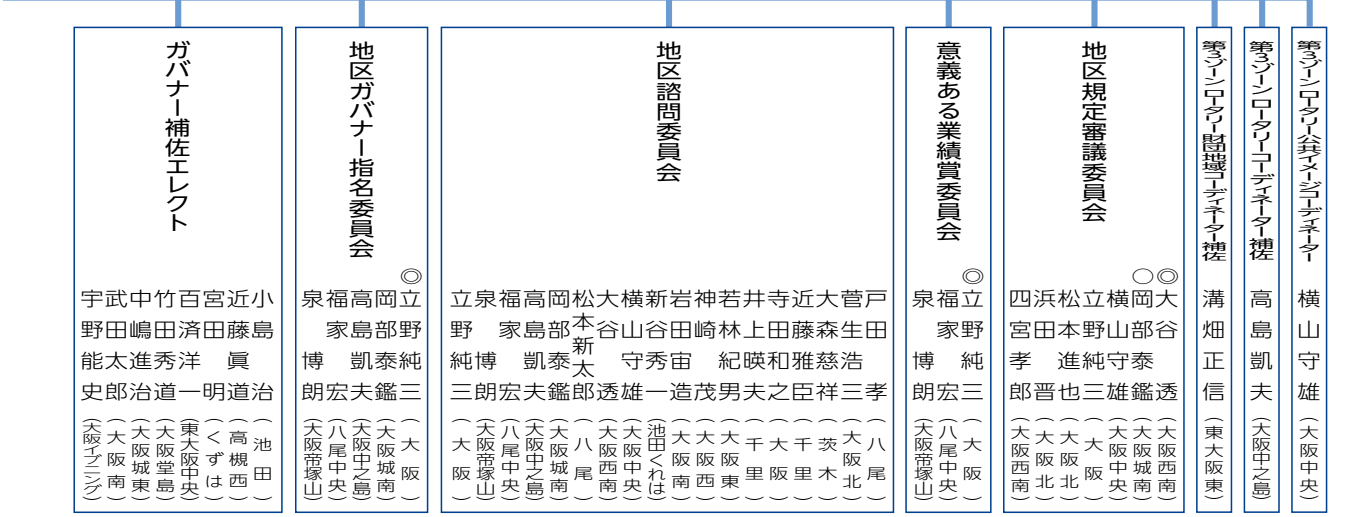 第3ゾーンロータリー公共イメージコーディネーター
横山守雄(大阪中央)
第3ゾーンロータリーコーディネーター補佐
高島凱夫(大阪中之島)
第3ゾーンロータリー財団地域コーディネーター補佐
溝畑正信(東大阪東)
地区規定審議委員会
◎大谷透(大阪西南)
○岡部泰鑑(大阪城南)
横山守雄(大阪中央)
立野純三(大阪)
松本進也(大阪北)
浜田晋(大阪北)
四宮孝郎(大阪西南)
意義ある業績賞委員会
◎立野純三(大阪)
福家宏(八尾中央)
泉博朗(大阪帝塚山)
地区諮問委員会
戸田孝(八尾)
菅生浩三(大阪北)
大森慈祥(茨木)
近藤雅臣(千里)
寺田和之(大阪)
井上暎夫(千里)
若林紀男(大阪東)
神崎茂(大阪西)
岩田宙造(大阪南)
新谷秀一(池田くれは)
横山守雄(大阪中央)
大谷透(大阪西南)
松本新太郎(八尾)
岡部泰鑑(大阪城南)
高島凱夫(大阪中之島)
福家宏(八尾中央)
泉博朗(大阪帝塚山)
立野純三(大阪)
地区ガバナー指名委員会
◎立野純三(大阪)
岡部泰鑑(大阪城南)
高島凱夫(大阪中之島)
福家宏(八尾中央)
泉博朗(大阪帝塚山)
ガバナー補佐エレクト
小島治(池田)
近藤眞道(高槻西)
宮田明(くずは)
百済洋一(東大阪中央)
竹田秀道(大阪堂島)
中嶋進治(大阪城東)
武田太郎(大阪南)
宇野能史(大阪イブニング)